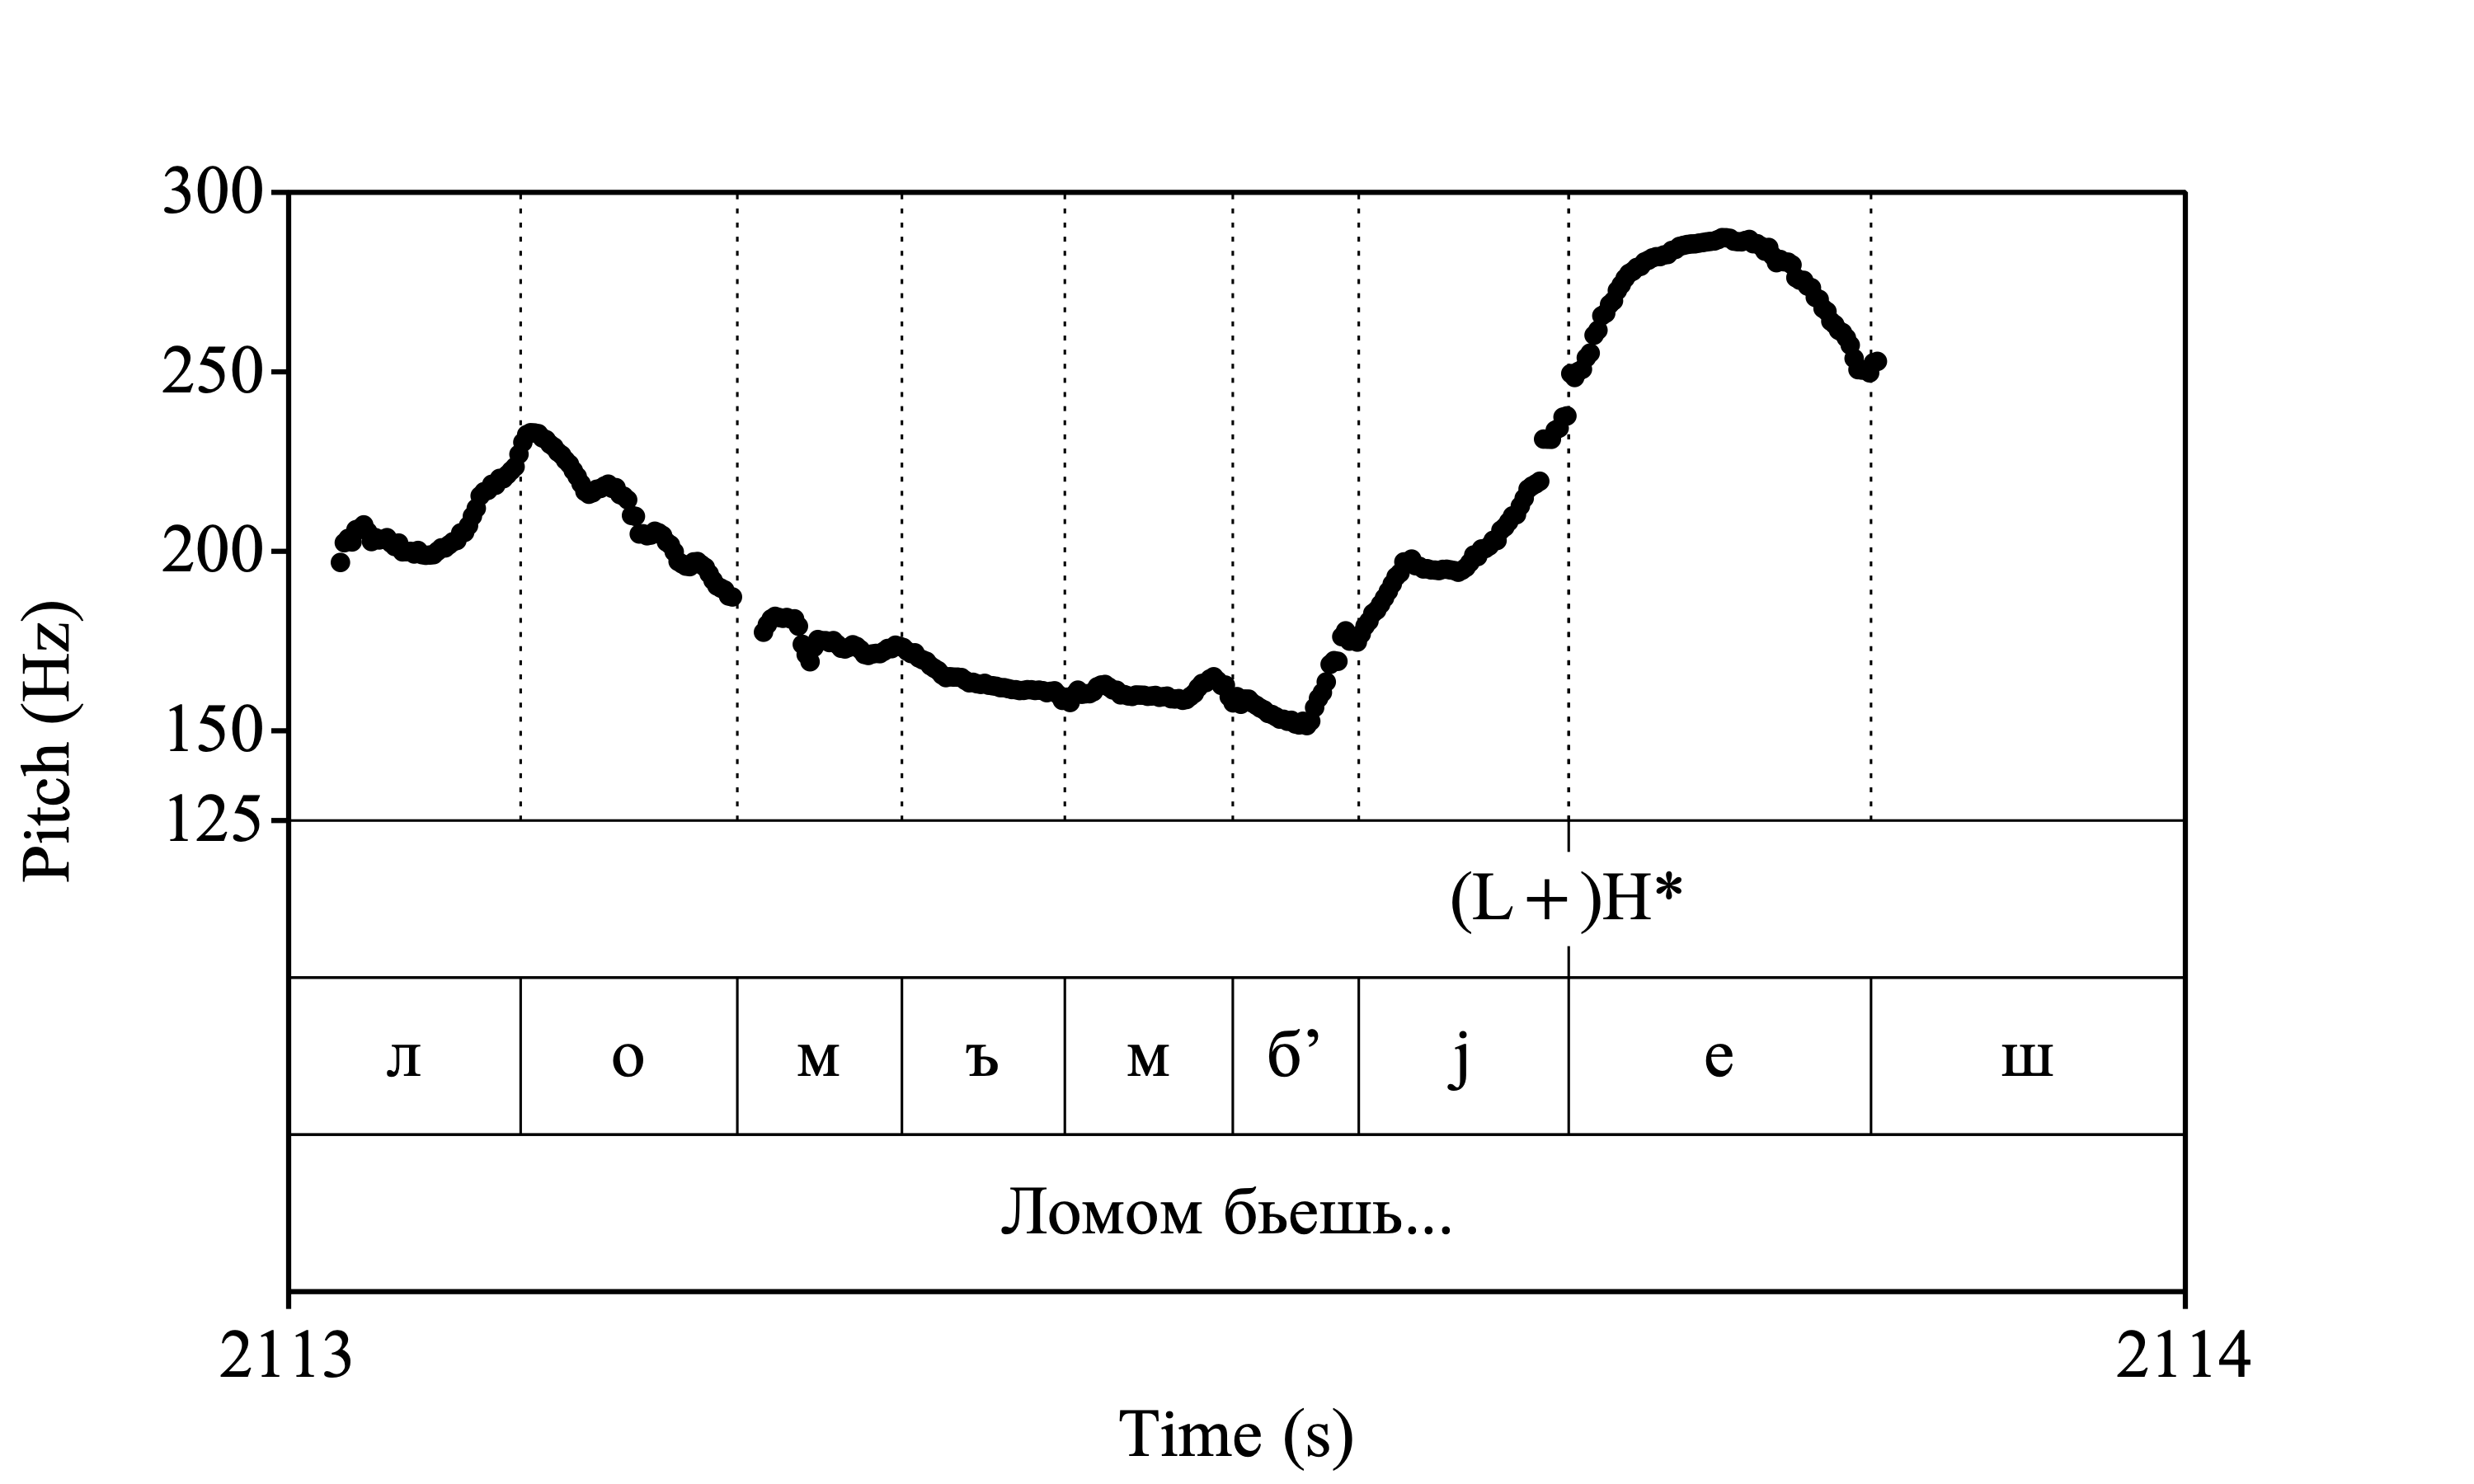 300
250
200
150
125
Pitch (Hz)
(L+)H*
л о м ъ м б’ j е ш
Ломом бьешь...
2113 2114
Time (s)